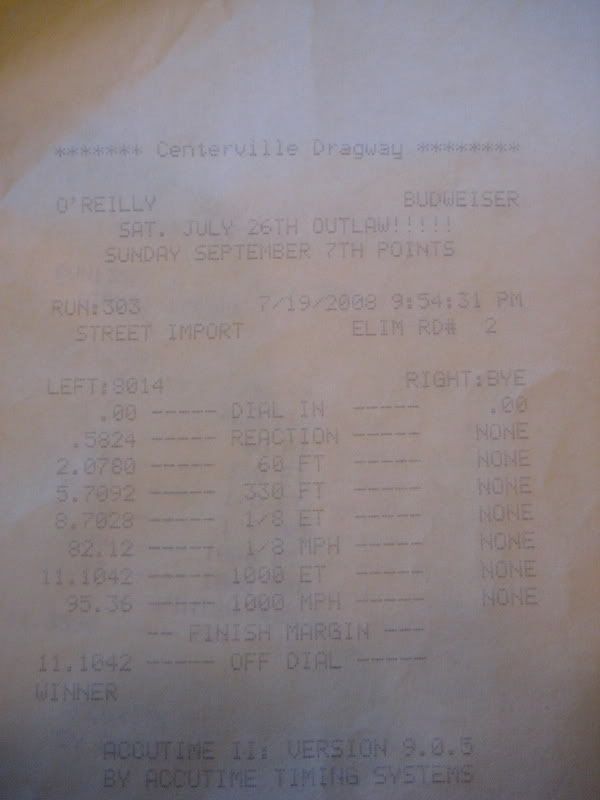 ******* Centerville Dragway ********
O'REILLY BUDWEISER
SAT. JULY 26TH OUTLAW!!!!!
SUNDAY SEPTEMBER 7TH POINTS
RUN:303 7/19/2008 9:54:31 PM
STREET IMPORT ELIM RD# 2
LEFT:8014 RIGHT:BYE
.00 ----- DIAL IN ----- .00
.5824 ----- REACTION ----- NONE
2.0780 ----- 60 FT ----- NONE
5.7092 ----- 330 FT ----- NONE
8.7028 ----- 1/8 ET ----- NONE
82.12 ----- 1/8 MPH ----- NONE
11.1042 ----- 1000 ET ----- NONE
95.36 ----- 1000 MPH ----- NONE
-- FINISH MARGIN ---
11.1042 ----- OFF DIAL -----
WINNER
ACCUTIME II: VERSION 9.0.5
BY ACCUTIME TIMING SYSTEMS